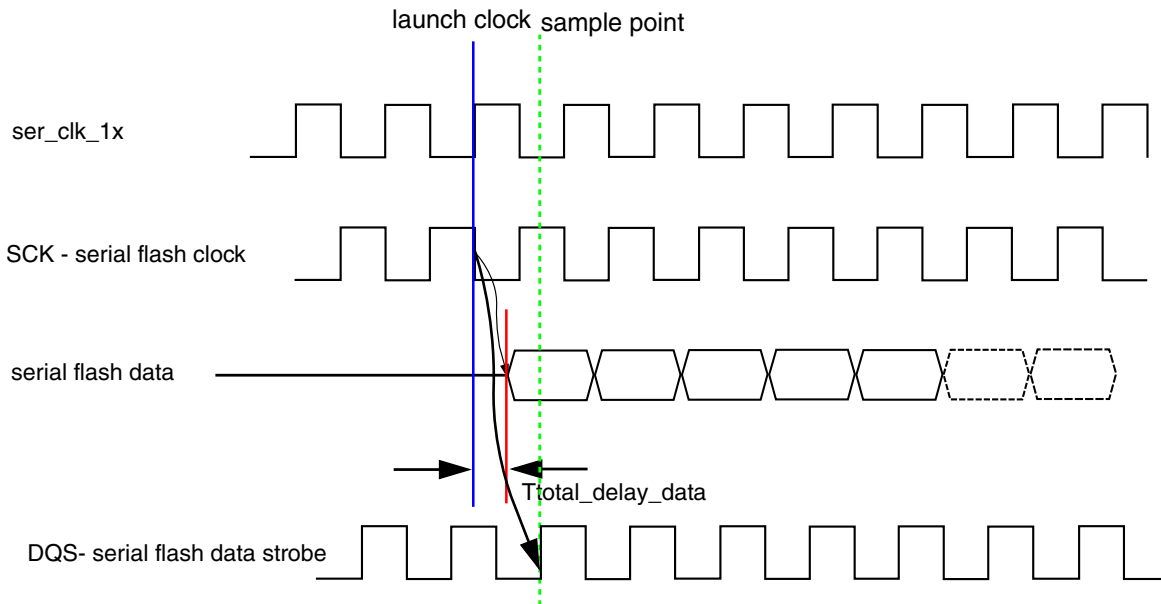 launch clock sample point
ser_clk_1x
SCK - serial flash clock
serial flash data
Ttotal_delay_data
DQS- serial flash data strobe